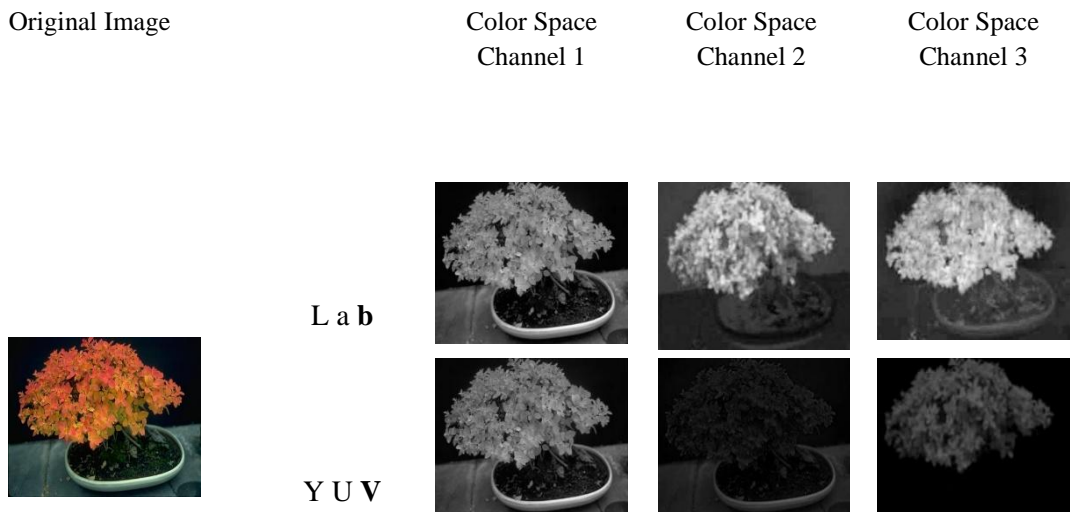 Original Image
Color Space
Channel 1
Color Space
Channel 2
Color Space
Channel 3
L a b
Y U V